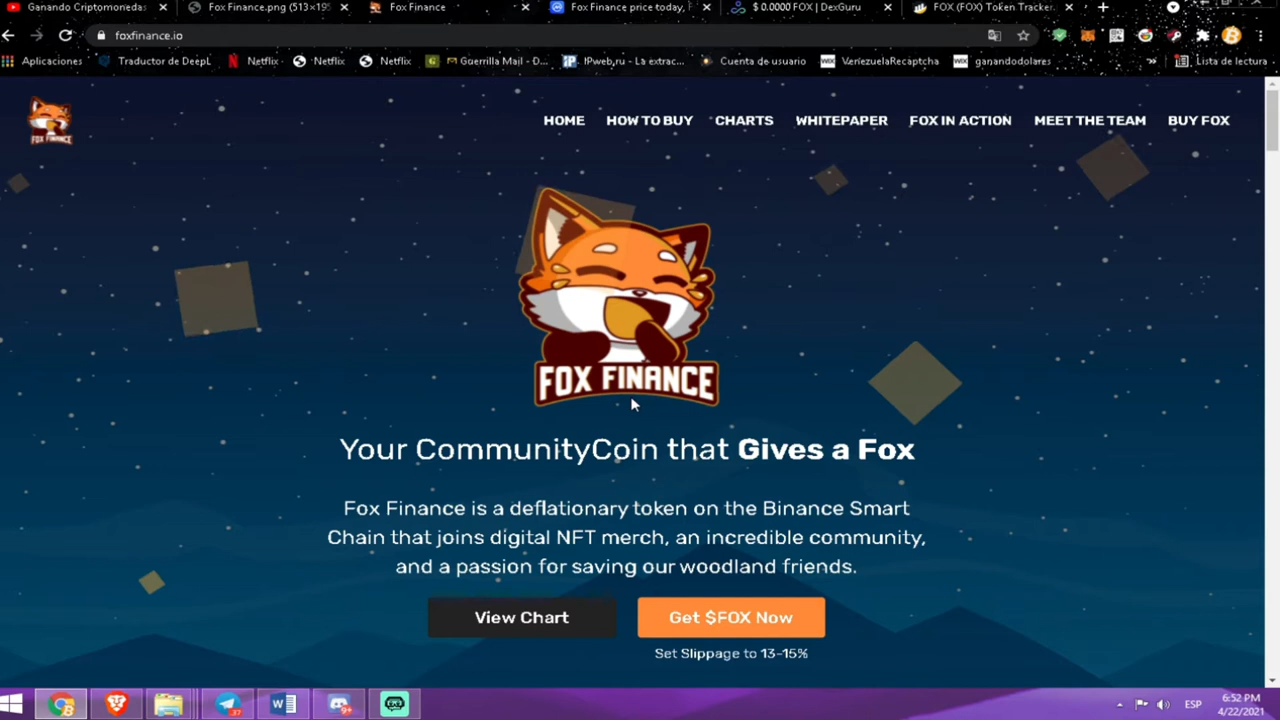 Ganando Criptomonedas
Fox Finance.png (513×195
Fox Finance
Fox Finance price today,
$ 0.0000 FOX | DexGuru
FOX (FOX) Token Tracker
foxfinance.io
Aplicaciones
Traductor de DeepL
Netflix
Netflix
Netflix
Guerrilla Mail - D...
IPweb.ru - La extrac...
Cuenta de usuario
VenezuelaRecaptcha
ganandodolares
Lista de lectura
FOX FINANCE
HOME
HOW TO BUY
CHARTS
WHITEPAPER
FOX IN ACTION
MEET THE TEAM
BUY FOX
FOX FINANCE
Your CommunityCoin that Gives a Fox
Fox Finance is a deflationary token on the Binance Smart
Chain that joins digital NFT merch, an incredible community,
and a passion for saving our woodland friends.
View Chart
Get $FOX Now
Set Slippage to 13-15%
ESP
6:52 PM
4/22/2021